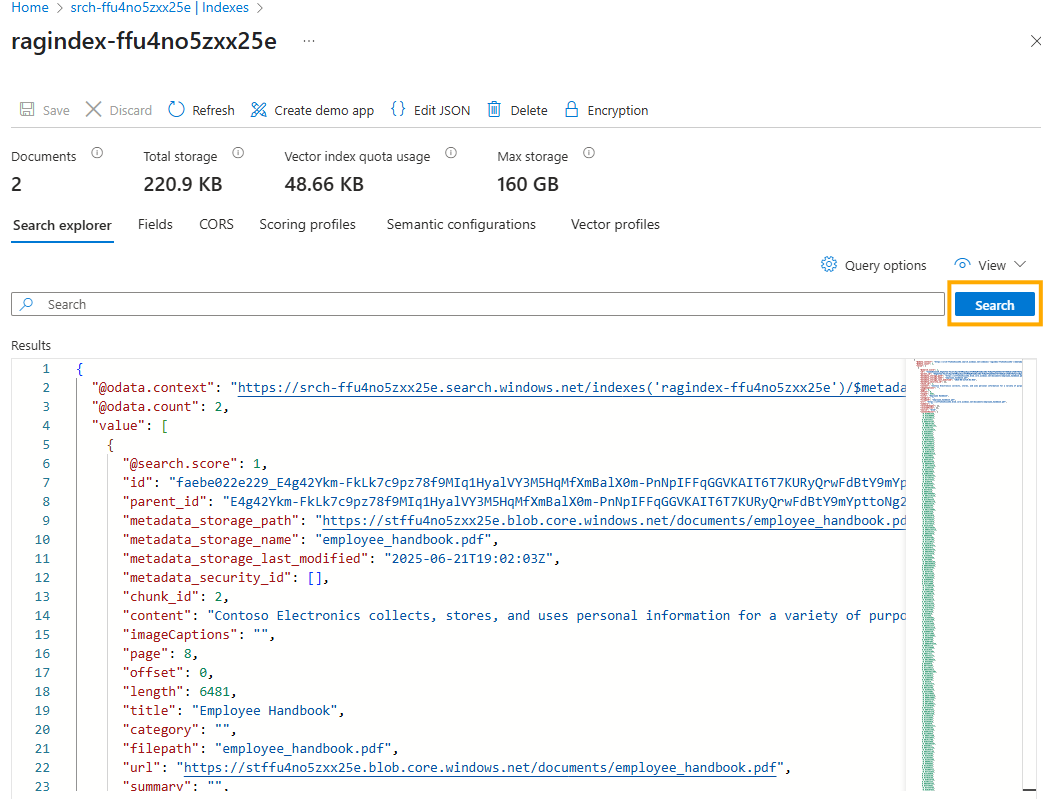 Home > srch-ffu4no5zxx25e | Indexes >
ragindex-ffu4no5zxx25e ...
Save Discard Refresh Create demo app Edit JSON Delete Encryption
Documents Total storage Vector index quota usage Max storage
2 220.9 KB 48.66 KB 160 GB
Search explorer Fields CORS Scoring profiles Semantic configurations Vector profiles
Query options View
Search Search
Results
1 {
2 "@odata.context": "https://srch-ffu4no5zxx25e.search.windows.net/indexes('ragindex-ffu4no5zxx25e')/$metada
3 "@odata.count": 2,
4 "value": [
5 {
6 "@search.score": 1,
7 "id": "faebe022e229_E4g42Ykm-FkLk7c9pz78f9MIq1HyalVY3M5HqMfXmBalX0m-PnNpIFFqGGVKAIT6T7KURyQrwFdBtY9mYp
8 "parent_id": "E4g42Ykm-FkLk7c9pz78f9MIq1HyalVY3M5HqMfXmBalX0m-PnNpIFFqGGVKAIT6T7KURyQrwFdBtY9mYpttoNg2
9 "metadata_storage_path": "https://stffu4no5zxx25e.blob.core.windows.net/documents/employee_handbook.pd
10 "metadata_storage_name": "employee_handbook.pdf",
11 "metadata_storage_last_modified": "2025-06-21T19:02:03Z",
12 "metadata_security_id": [],
13 "chunk_id": 2,
14 "content": "Contoso Electronics collects, stores, and uses personal information for a variety of purpo
15 "imageCaptions": "",
16 "page": 8,
17 "offset": 0,
18 "length": 6481,
19 "title": "Employee Handbook",
20 "category": "",
21 "filepath": "employee_handbook.pdf",
22 "url": "https://stffu4no5zxx25e.blob.core.windows.net/documents/employee_handbook.pdf",
23 "summary": "",